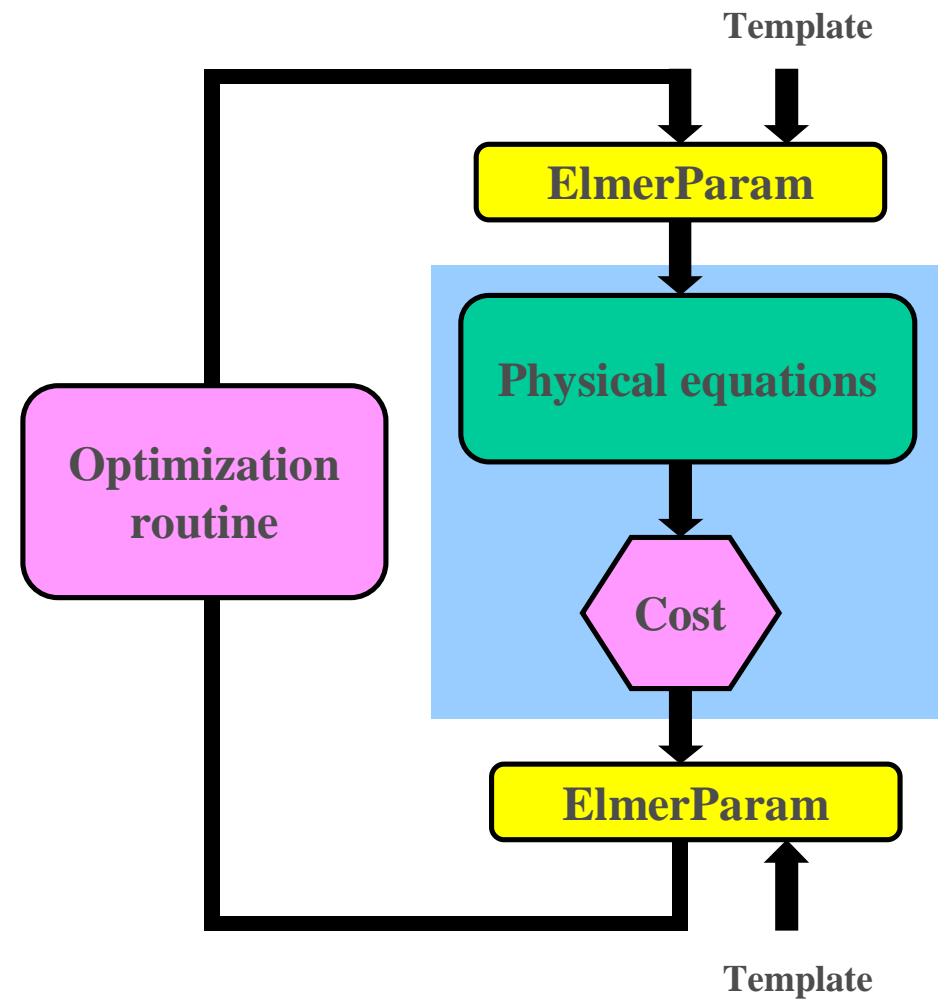 Template
ElmerParam
Physical equations
Optimization
routine
Cost
ElmerParam
Template